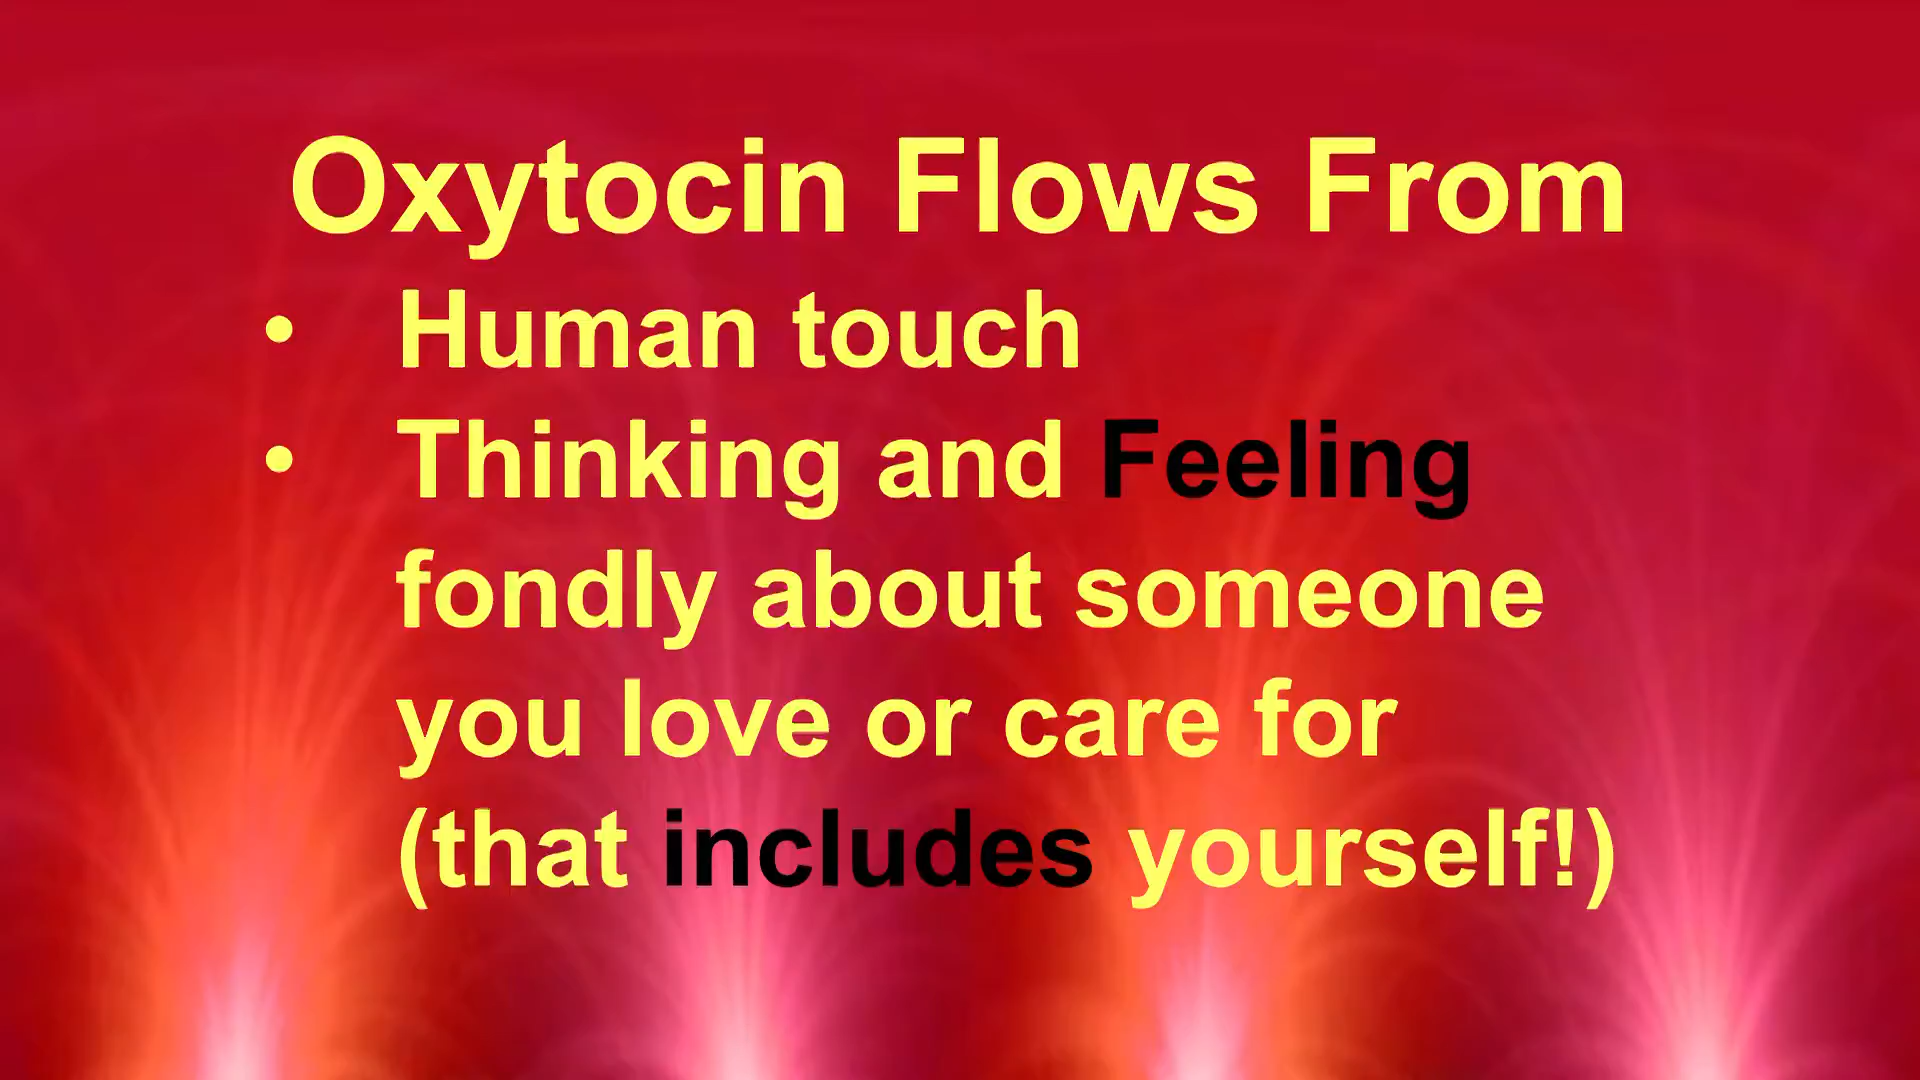 Oxytocin Flows From
• Human touch
• Thinking and Feeling
fondly about someone
you love or care for
(that includes yourself!)